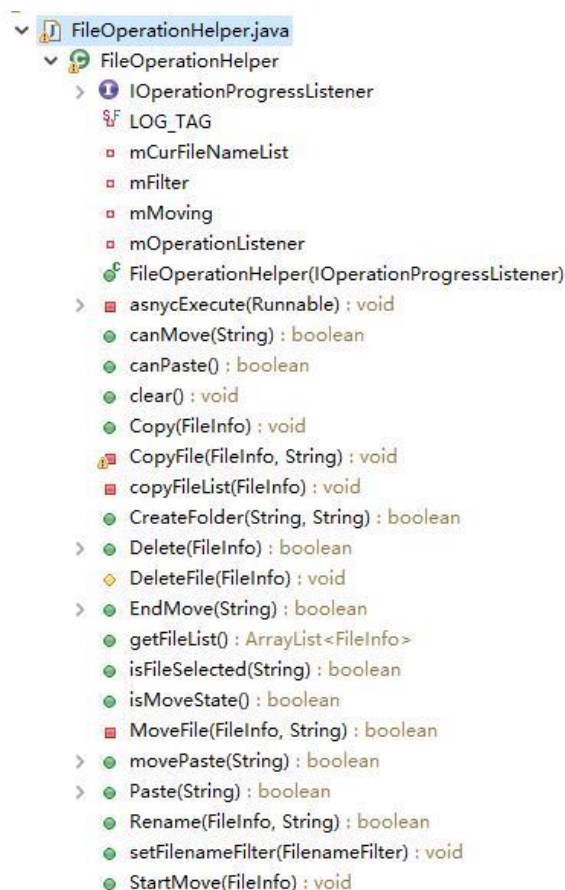 FileOperationHelper.java
FileOperationHelper
IOperationProgressListener
LOG_TAG
mCurFileNameList
mFilter
mMoving
mOperationListener
FileOperationHelper(IOperationProgressListener)
asnycExecute(Runnable) : void
canMove(String) : boolean
canPaste() : boolean
clear() : void
Copy(FileInfo) : void
CopyFile(FileInfo, String) : void
copyFileList(FileInfo) : void
CreateFolder(String, String) : boolean
Delete(FileInfo) : boolean
DeleteFile(FileInfo) : void
EndMove(String) : boolean
getFileList() : ArrayList<FileInfo>
isFileSelected(String) : boolean
isMoveState() : boolean
MoveFile(FileInfo, String) : boolean
movePaste(String) : boolean
Paste(String) : boolean
Rename(FileInfo, String) : boolean
setFilenameFilter(FilenameFilter) : void
StartMove(FileInfo) : void